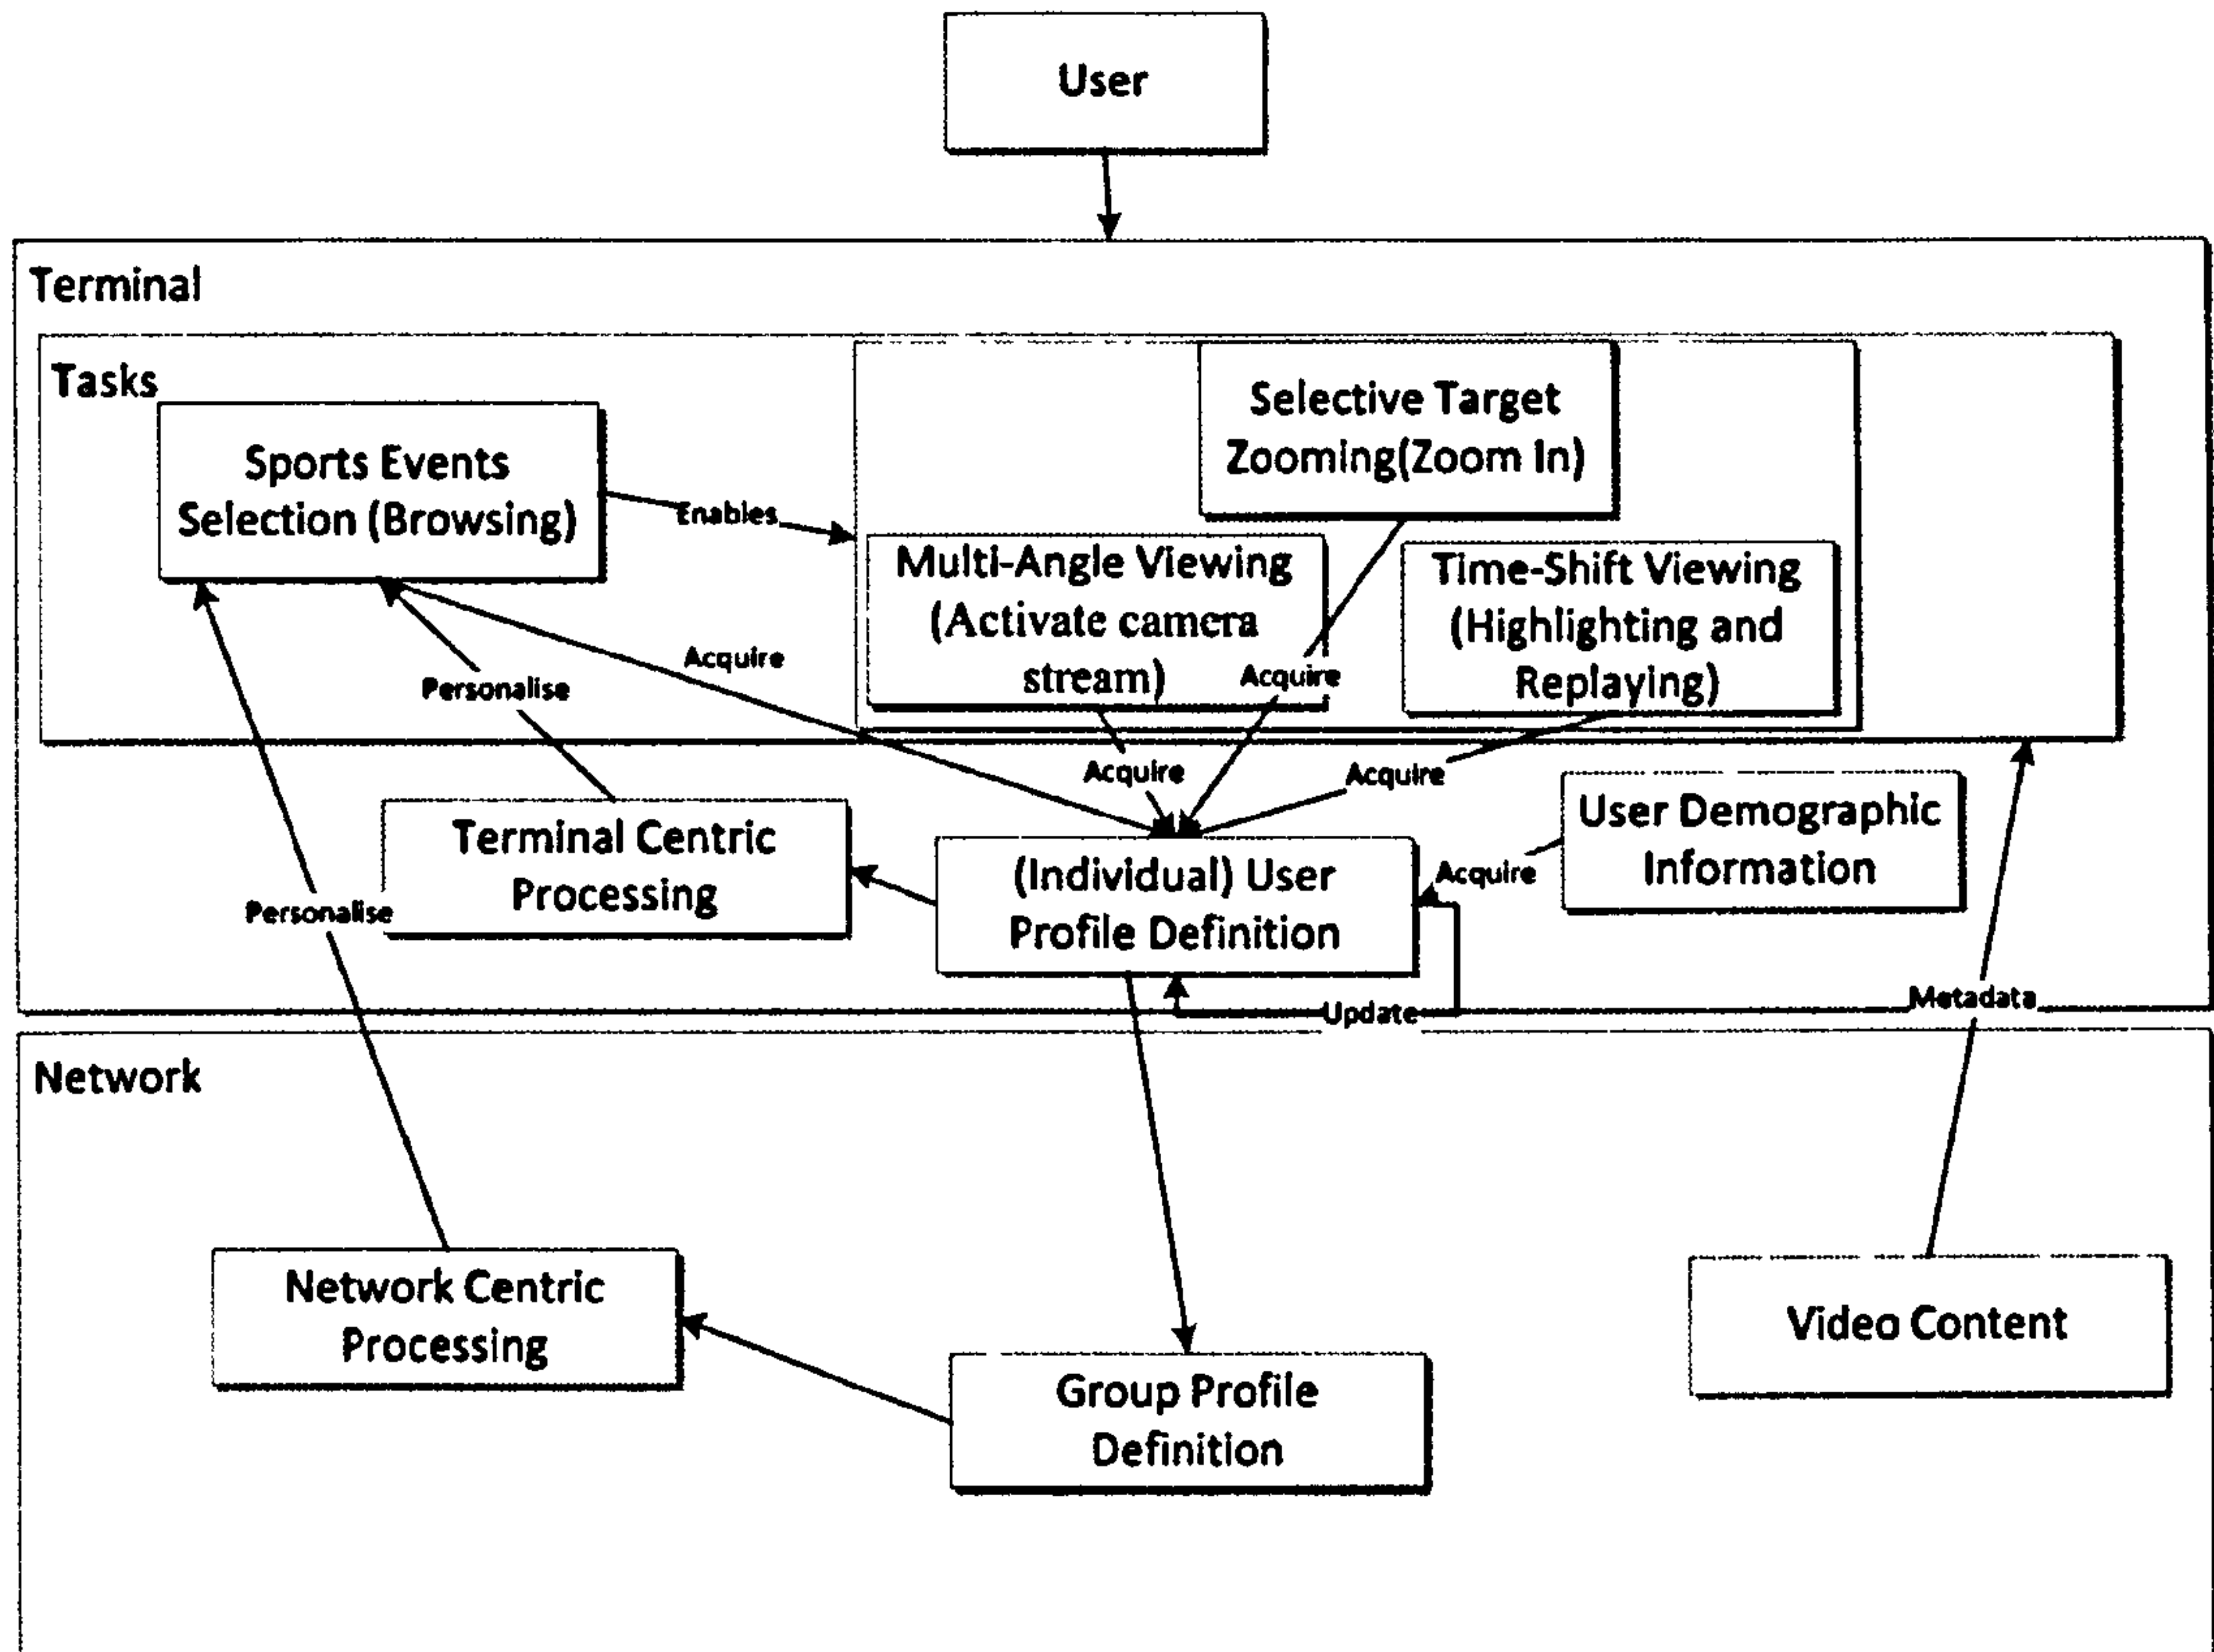 User
Terminal
Tasks
Selective Target
Zooming(Zoom In)
Sports Events
Selection (Browsing)
Enables
Multi-Angle Viewing
(Activate camera
stream)
Time-Shift Viewing
(Highlighting and
Replaying)
Acquire
Acquire
Personalise
Acquire
Acquire
User Demographic
Information
Terminal Centric
Processing
(Individual) User
Profile Definition
Acquire
Personalise
Metadata
Update
Network
Network Centric
Processing
Video Content
Group Profile
Definition